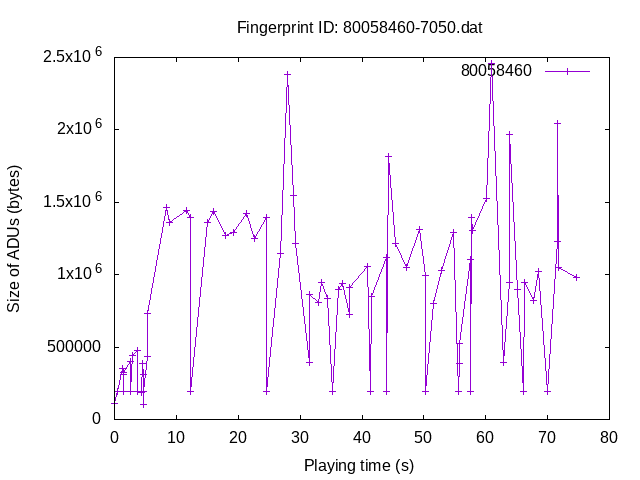 Fingerprint ID: 80058460-7050.dat
80058460
2.5x10^6
2x10^6
1.5x10^6
1x10^6
500000
0
Size of ADUs (bytes)
0 10 20 30 40 50 60 70 80
Playing time (s)